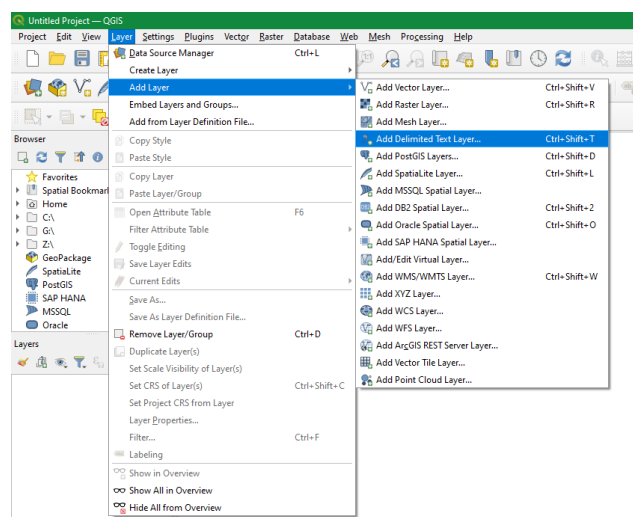 Untitled Project — QGIS
Project Edit View Layer Settings Plugins Vector Raster Database Web Mesh Processing Help
Data Source Manager Ctrl+L
Create Layer
Add Layer
Embed Layers and Groups...
Add from Layer Definition File...
Copy Style
Paste Style
Copy Layer
Paste Layer/Group
Open Attribute Table F6
Filter Attribute Table
Toggle Editing
Save Layer Edits
Current Edits
Save As...
Save As Layer Definition File...
Remove Layer/Group Ctrl+D
Duplicate Layer(s)
Set Scale Visibility of Layer(s)
Set CRS of Layer(s) Ctrl+Shift+C
Set Project CRS from Layer
Layer Properties...
Filter... Ctrl+F
Labeling
Show in Overview
Show All in Overview
Hide All from Overview
Add Vector Layer... Ctrl+Shift+V
Add Raster Layer... Ctrl+Shift+R
Add Mesh Layer...
Add Delimited Text Layer... Ctrl+Shift+T
Add PostGIS Layers... Ctrl+Shift+D
Add SpatiaLite Layer... Ctrl+Shift+L
Add MSSQL Spatial Layer...
Add DB2 Spatial Layer... Ctrl+Shift+2
Add Oracle Spatial Layer... Ctrl+Shift+O
Add SAP HANA Spatial Layer...
Add/Edit Virtual Layer...
Add WMS/WMTS Layer... Ctrl+Shift+W
Add XYZ Layer...
Add WCS Layer...
Add WFS Layer...
Add ArcGIS REST Server Layer...
Add Vector Tile Layer...
Add Point Cloud Layer...
Browser
Favorites
Spatial Bookmar
Home
C:\
G:\
Z:\
GeoPackage
SpatiaLite
PostGIS
SAP HANA
MSSQL
Oracle
Layers